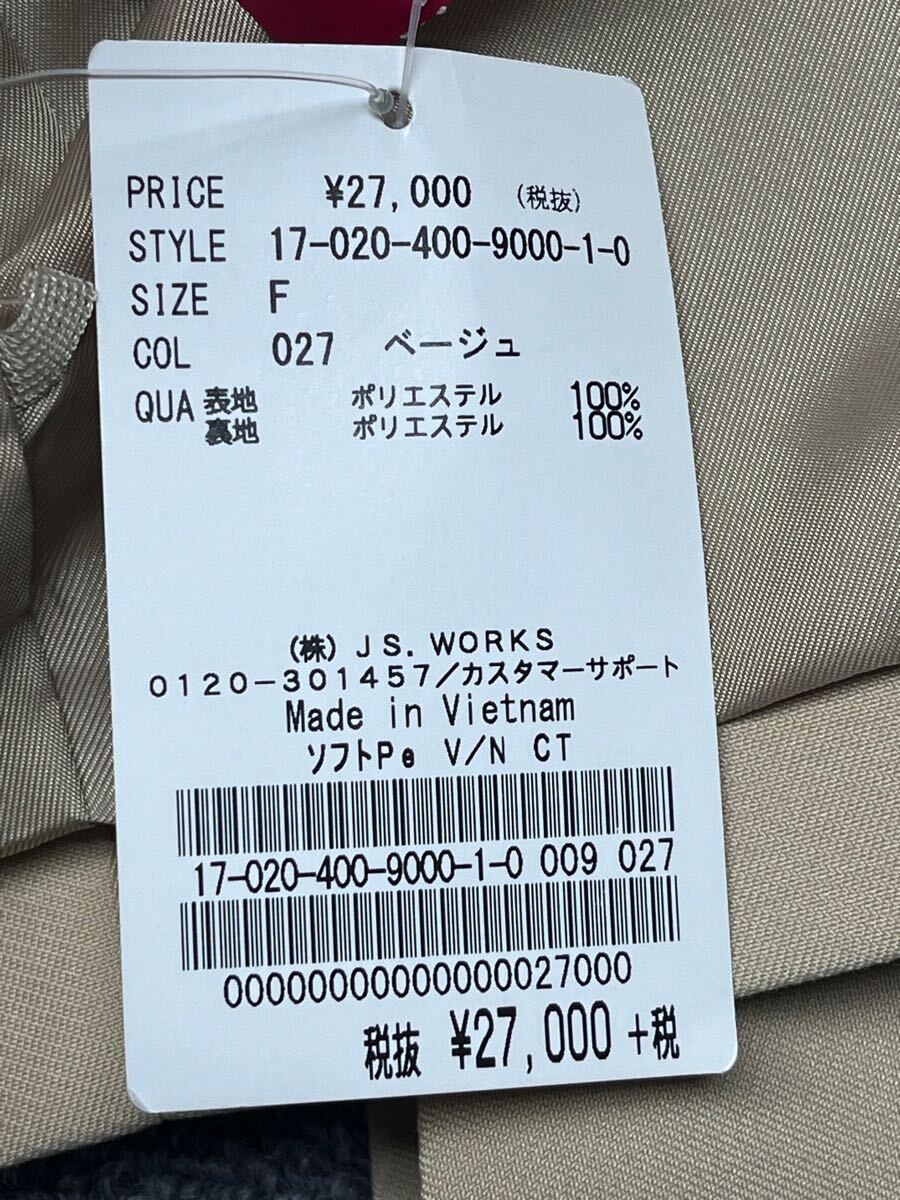 PRICE ¥27,000 (税抜)
STYLE 17-020-400-9000-1-0
SIZE F
COL 027 ベージュ
QUA 表地 ポリエステル 100%
裏地 ポリエステル 100%
(株) JS. WORKS
0120-301457/カスタマーサポート
Made in Vietnam
ソフトPe V/N CT
17-020-400-9000-1-0 009 027
00000000000000027000
税抜 ¥27,000 +税